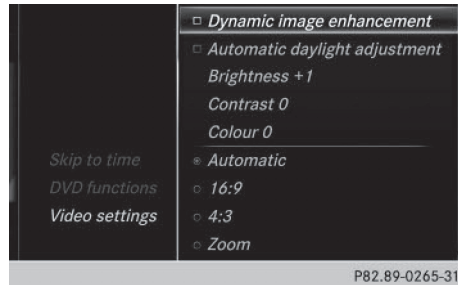 Dynamic image enhancement
Automatic daylight adjustment
Brightness +1
Contrast 0
Colour 0
Skip to time
Automatic
DVD functions
16:9
Video settings
4:3
Zoom
P82.89-0265-31